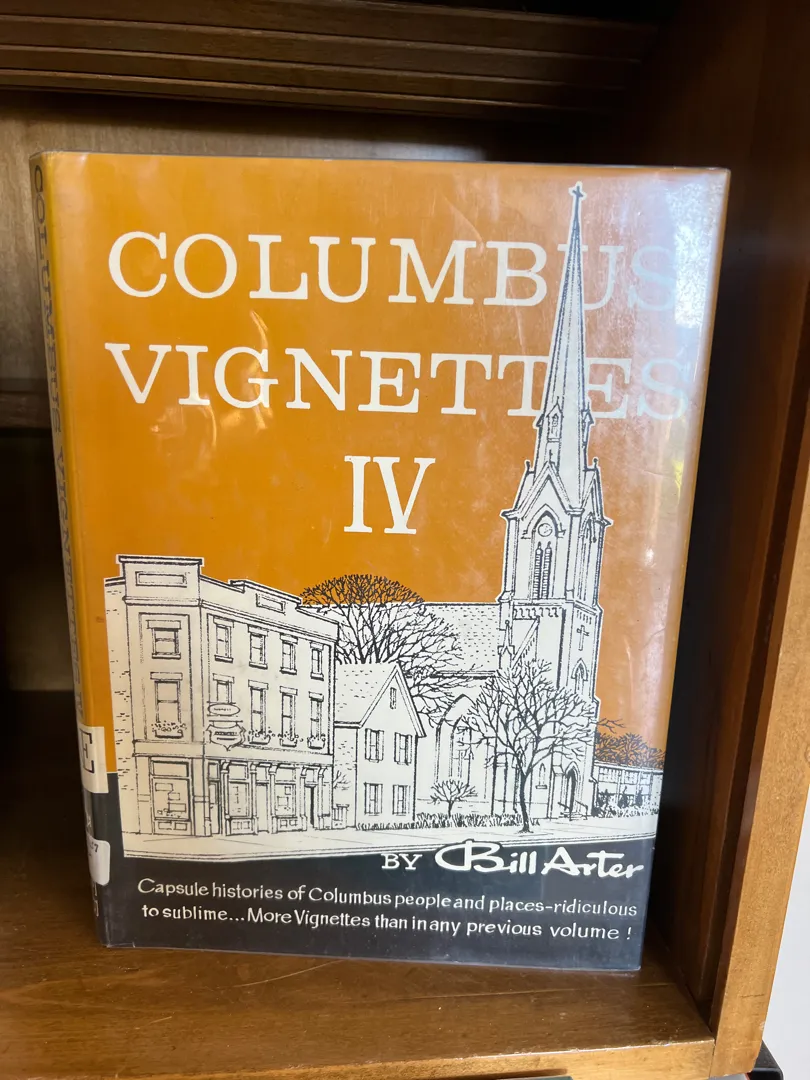 COLUMBUS
VIGNETTES
IV
BY Bill Arter
Capsule histories of Columbus people and places-ridiculous
to sublime...More Vignettes than in any previous volume!
COLUMBUS
E